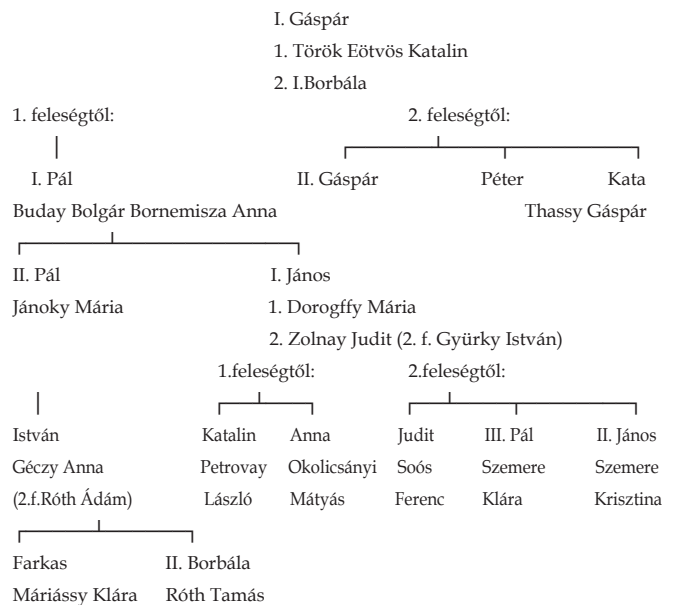 I. Gáspár
1. Török Eötvös Katalin
2. I.Borbála
1. feleségtől: 2. feleségtől:
I. Pál II. Gáspár Péter Kata
Buday Bolgár Bornemisza Anna Thassy Gáspár
II. Pál I. János
Jánoky Mária 1. Dorogffy Mária
2. Zolnay Judit (2. f. Gyürky István)
1.feleségtől: 2.feleségtől:
István Katalin Anna Judit III. Pál II. János
Géczy Anna Petrovay Okolicsányi Soós Szemere Szemere
(2.f.Róth Ádám) László Mátyás Ferenc Klára Krisztina
Farkas II. Borbála
Máriássy Klára Róth Tamás